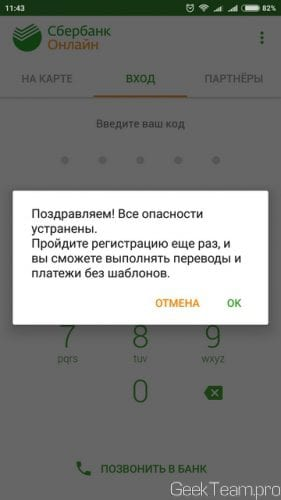 11:43
82%
Сбербанк
Онлайн
НА КАРТЕ
ВХОД
ПАРТНЁРЫ
Введите ваш код
Поздравляем! Все опасности
устранены.
Пройдите регистрацию еще раз, и
вы сможете выполнять переводы и
платежи без шаблонов.
ОТМЕНА
OK
7
8
9
pqrs
tuv
wxyz
0
ПОЗВОНИТЬ В БАНК
GeekTeam.pro